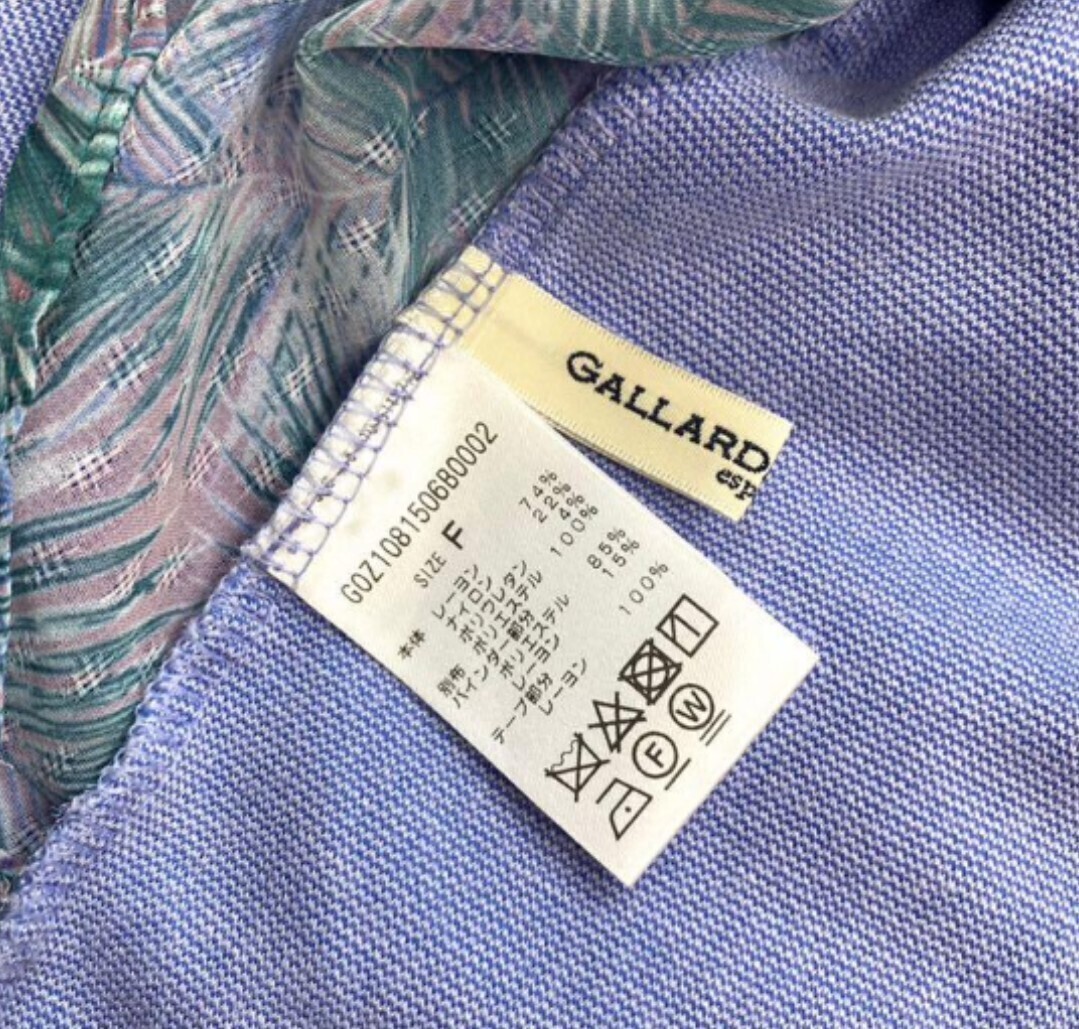 GALLARD
esp
GOZ1081506B0002
SIZE F
本体 レーヨン 74%
ナイロン 22%
ポリウレタン 4%
別布 ポリエステル 100%
バインダ部分
ポリエステル 85%
レーヨン 15%
テープ部分
レーヨン 100%
F
W